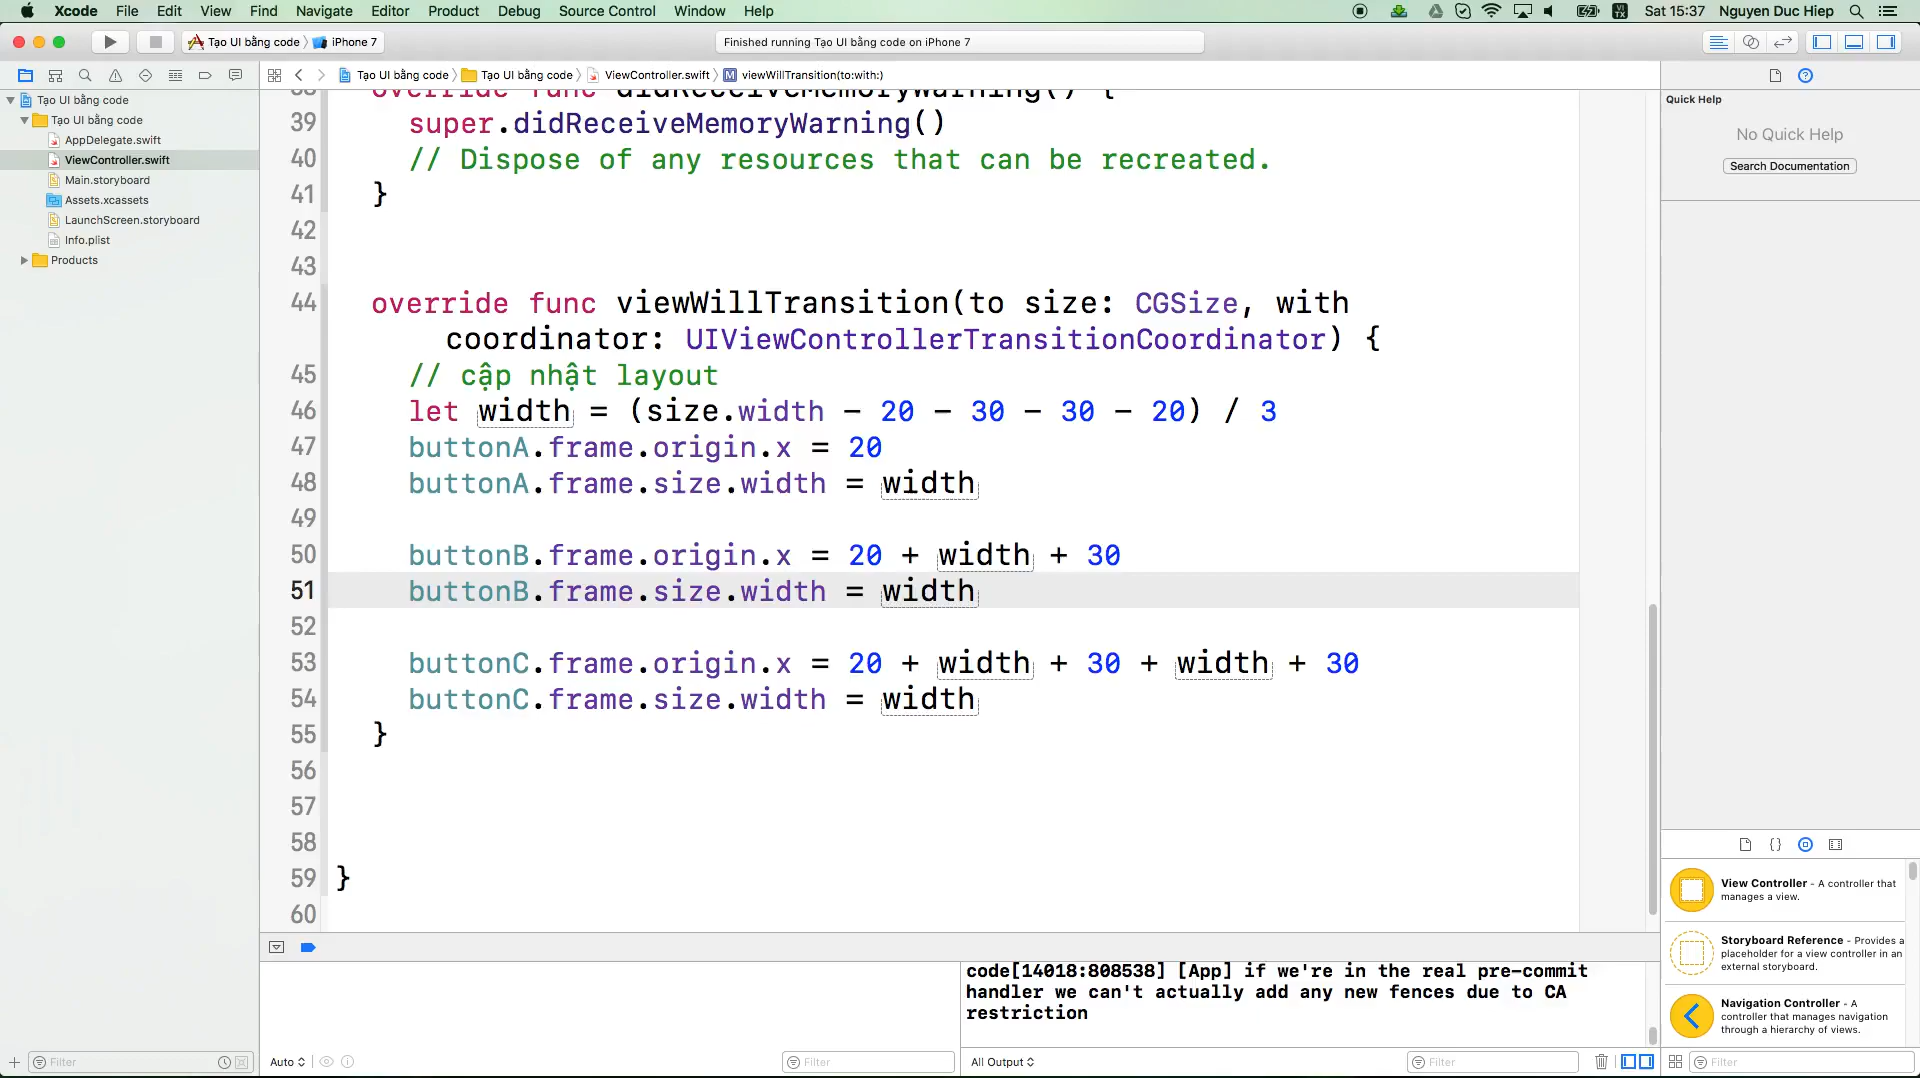 Xcode File Edit View Find Navigate Editor Product Debug Source Control Window Help
Sat 15:37 Nguyen Duc Hiep
Tạo UI bằng code iPhone 7
Finished running Tạo UI bằng code on iPhone 7
Tạo UI bằng code Tạo UI bằng code ViewController.swift M viewWillTransition(to:with:)
Tạo UI bằng code
Tạo UI bằng code
AppDelegate.swift
ViewController.swift
Main.storyboard
Assets.xcassets
LaunchScreen.storyboard
Info.plist
Products
38 override func didReceiveMemoryWarning() {
39 super.didReceiveMemoryWarning()
40 // Dispose of any resources that can be recreated.
41 }
42
43
44 override func viewWillTransition(to size: CGSize, with
coordinator: UIViewControllerTransitionCoordinator) {
45 // cập nhật layout
46 let width = (size.width - 20 - 30 - 30 - 20) / 3
47 buttonA.frame.origin.x = 20
48 buttonA.frame.size.width = width
49
50 buttonB.frame.origin.x = 20 + width + 30
51 buttonB.frame.size.width = width
52
53 buttonC.frame.origin.x = 20 + width + 30 + width + 30
54 buttonC.frame.size.width = width
55 }
56
57
58
59 }
60
Quick Help
No Quick Help
Search Documentation
View Controller - A controller that
manages a view.
Storyboard Reference - Provides a
placeholder for a view controller in an
external storyboard.
Navigation Controller - A
controller that manages navigation
through a hierarchy of views.
code[14018:808538] [App] if we're in the real pre-commit
handler we can't actually add any new fences due to CA
restriction
Filter
Auto
Filter
All Output
Filter
Filter